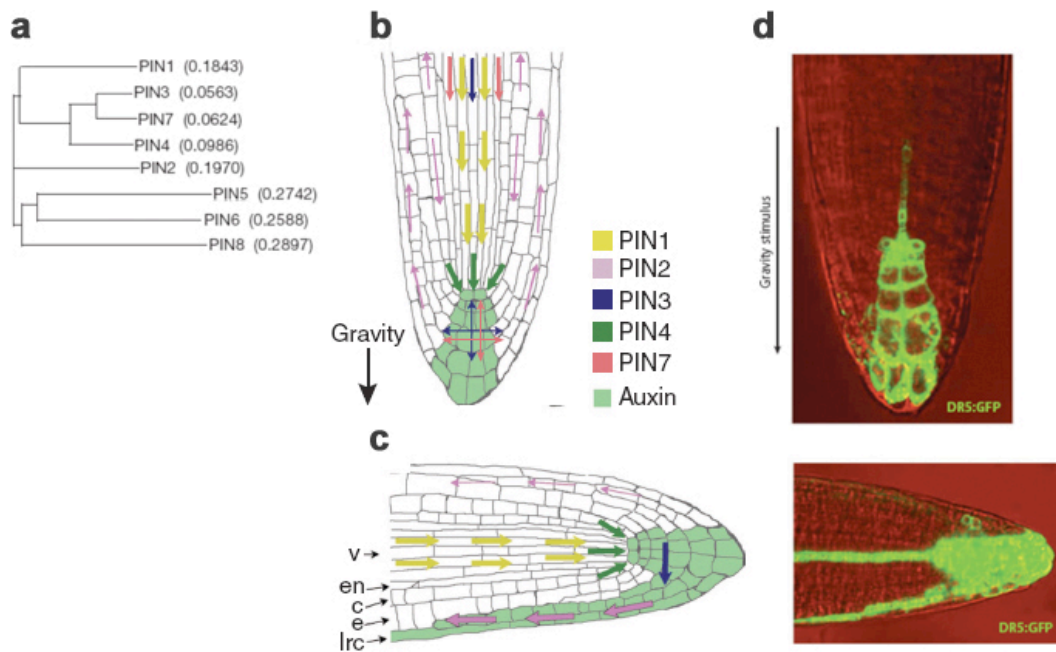 a
PIN1 (0.1843)
PIN3 (0.0563)
PIN7 (0.0624)
PIN4 (0.0986)
PIN2 (0.1970)
PIN5 (0.2742)
PIN6 (0.2588)
PIN8 (0.2897)
b
Gravity
PIN1
PIN2
PIN3
PIN4
PIN7
Auxin
c
v
en
c
e
lrc
d
Gravity stimulus
DR5:GFP
DR5:GFP